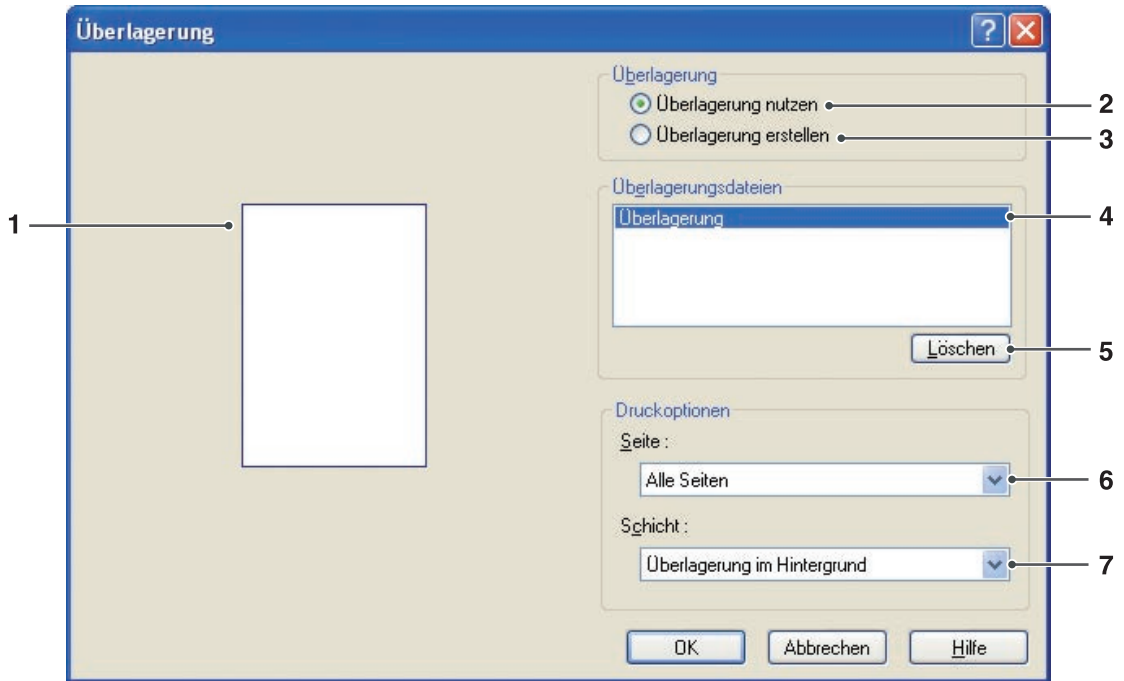 Überlagerung
Überlagerung
Überlagerung nutzen
2
Überlagerung erstellen
3
Überlagerungsdateien
Überlagerung
4
1
Löschen
5
Druckoptionen
Seite :
Alle Seiten
6
Schicht :
Überlagerung im Hintergrund
7
OK
Abbrechen
Hilfe